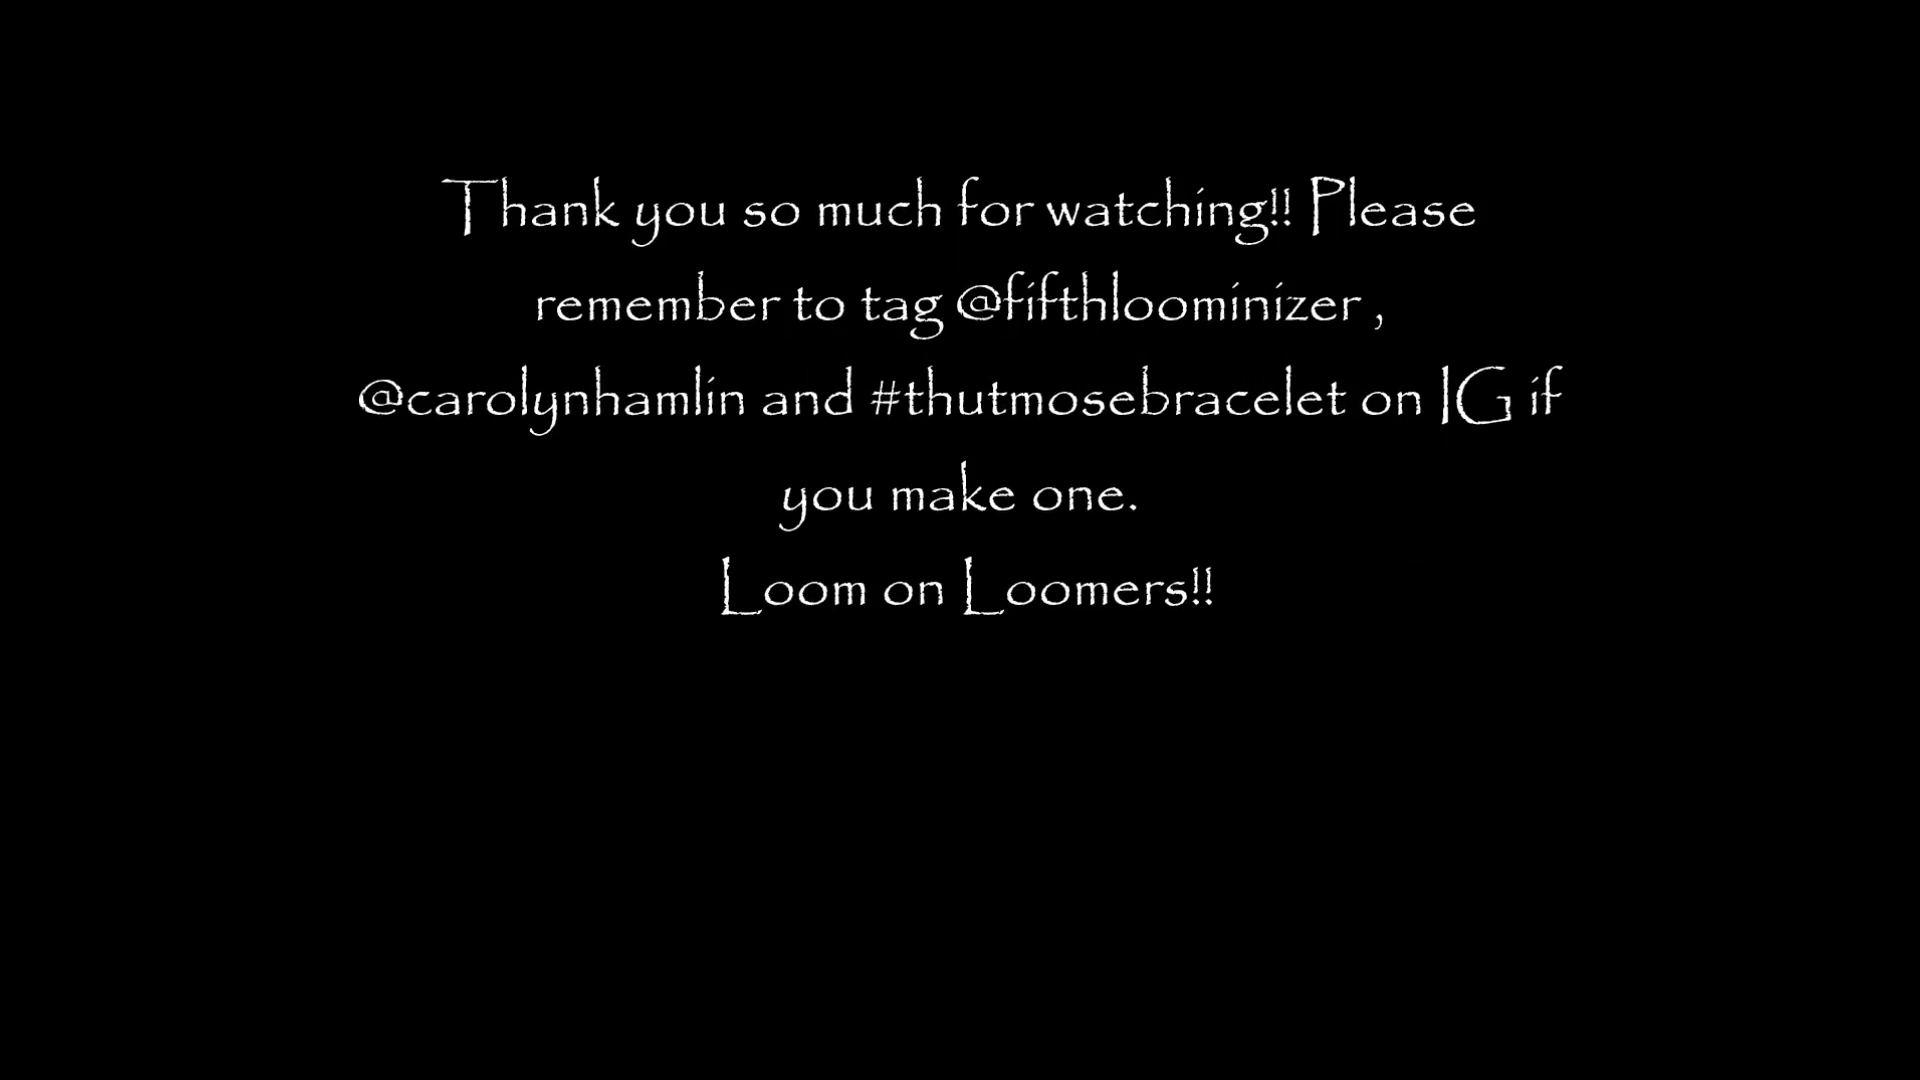 Thank you so much for watching!! Please
remember to tag @fifthloominizer ,
@carolynhamlin and #thutmosebracelet on IG if
you make one.
Loom on Loomers!!